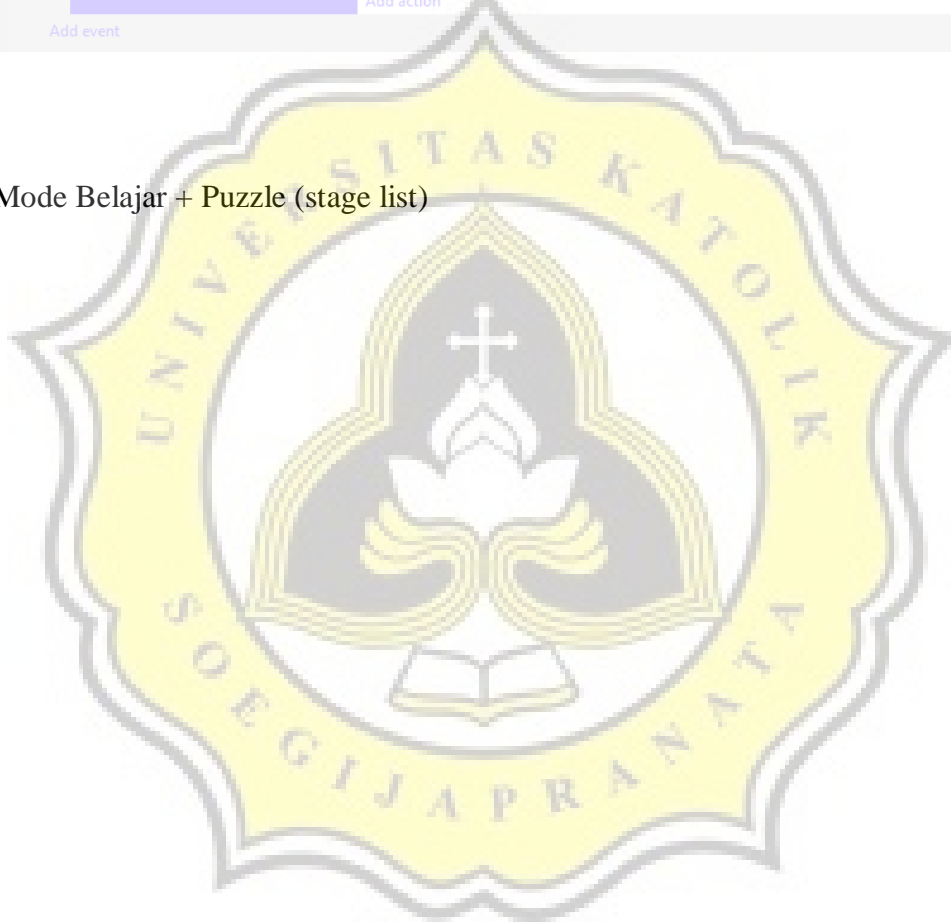 Add action
Add event
Mode Belajar + Puzzle (stage list)
UNIVERSITAS KATOLIK
SOEGIJAPRANATA